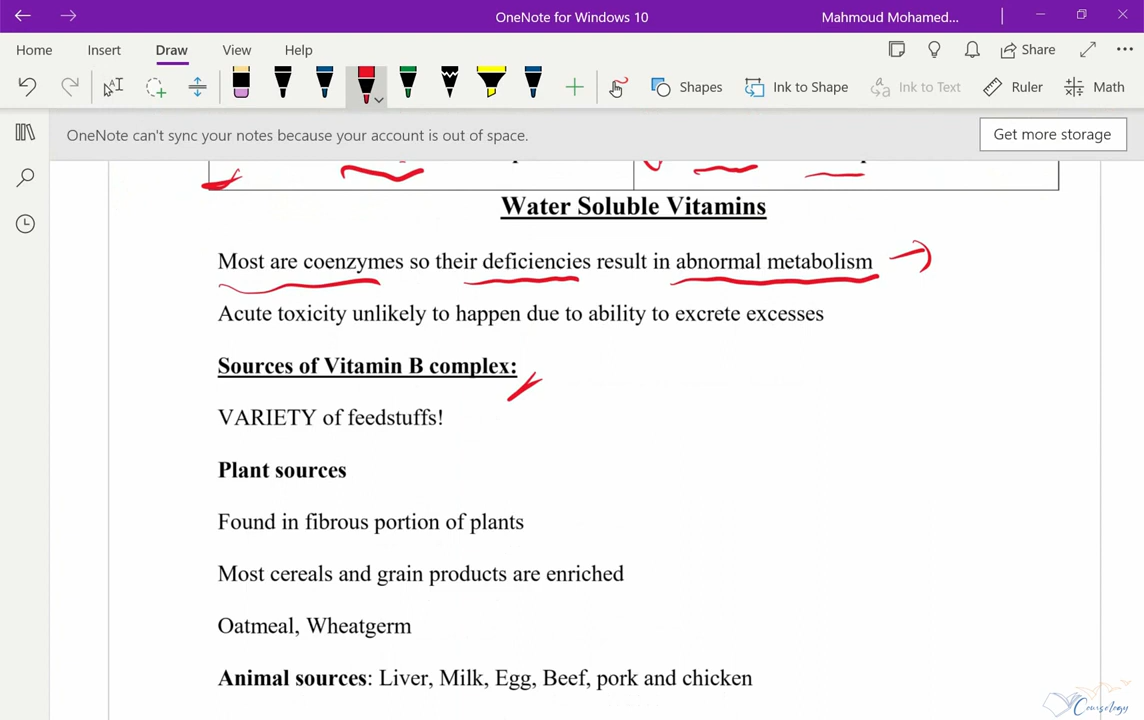 OneNote for Windows 10
Mahmoud Mohamed...
Home Insert Draw View Help
Share
Shapes Ink to Shape Ink to Text Ruler Math
OneNote can't sync your notes because your account is out of space.
Get more storage
Water Soluble Vitamins
Most are coenzymes so their deficiencies result in abnormal metabolism
Acute toxicity unlikely to happen due to ability to excrete excesses
Sources of Vitamin B complex:
VARIETY of feedstuffs!
Plant sources
Found in fibrous portion of plants
Most cereals and grain products are enriched
Oatmeal, Wheatgerm
Animal sources: Liver, Milk, Egg, Beef, pork and chicken
Coursology